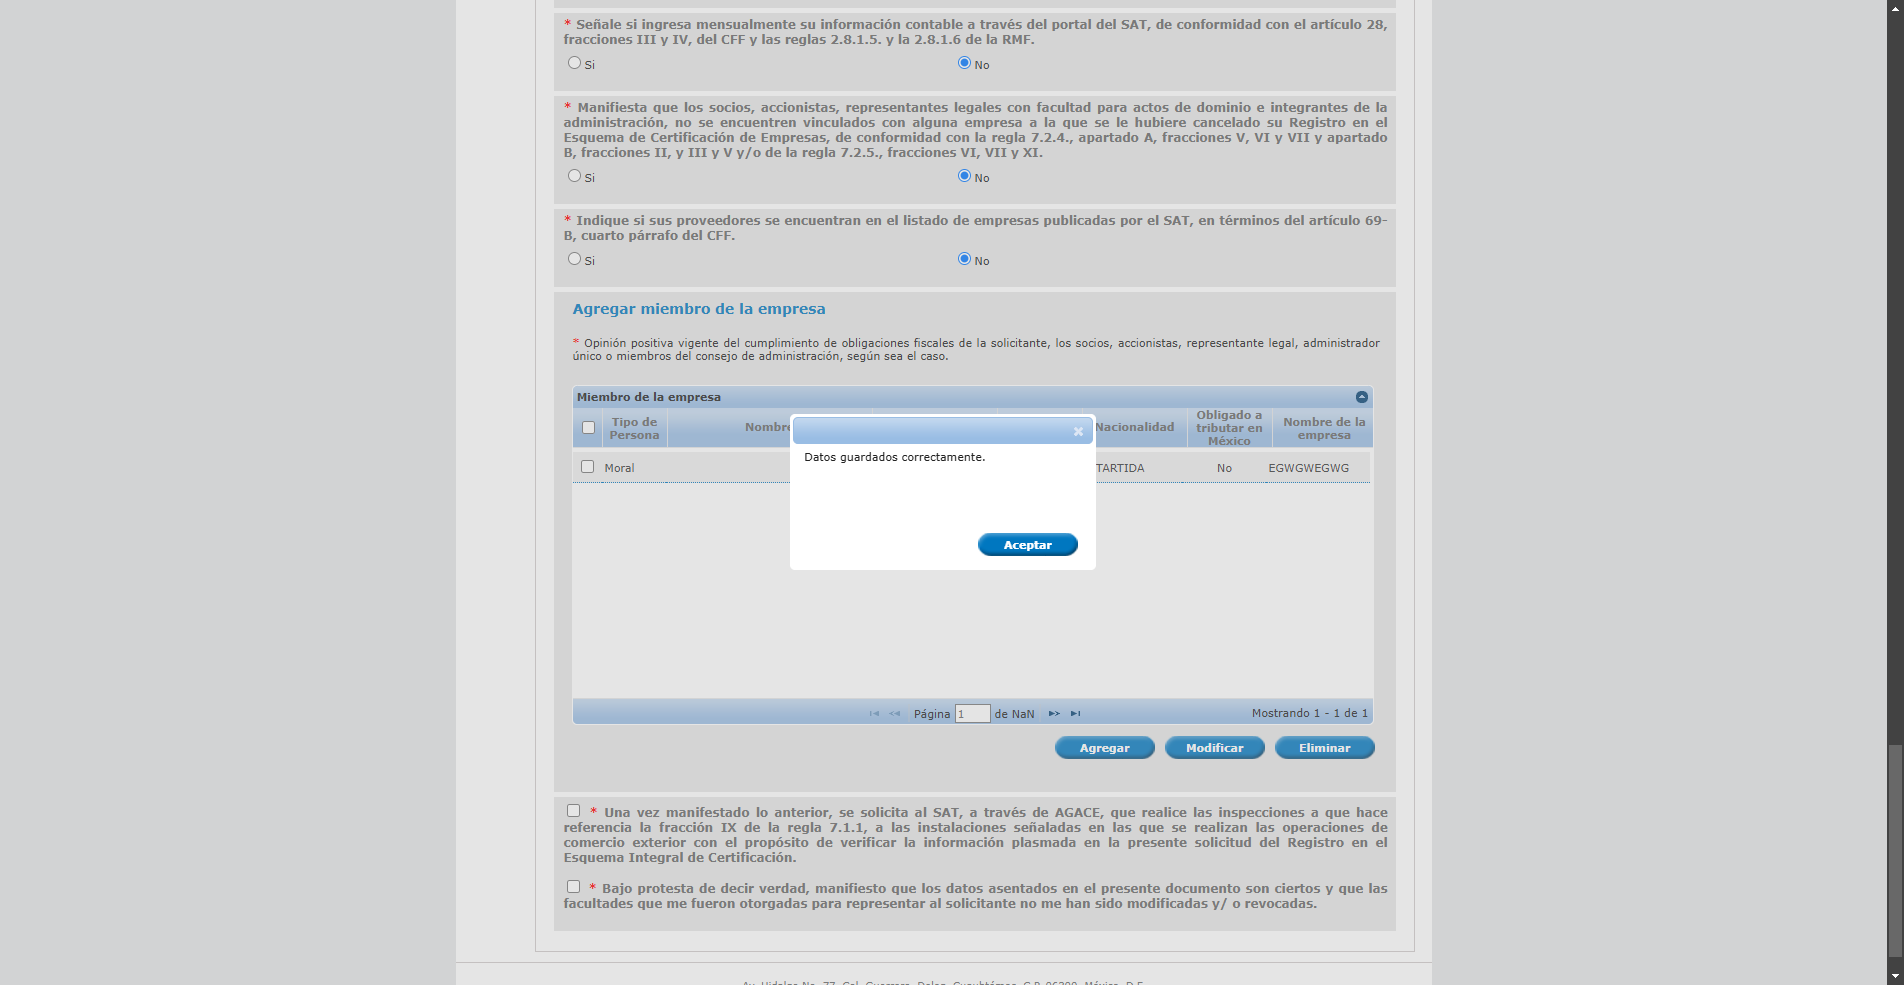 * Señale si ingresa mensualmente su información contable a través del portal del SAT, de conformidad con el artículo 28,
fracciones III y IV, del CFF y las reglas 2.8.1.5. y la 2.8.1.6 de la RMF.
Si
No
* Manifiesta que los socios, accionistas, representantes legales con facultad para actos de dominio e integrantes de la
administración, no se encuentren vinculados con alguna empresa a la que se le hubiere cancelado su Registro en el
Esquema de Certificación de Empresas, de conformidad con la regla 7.2.4., apartado A, fracciones V, VI y VII y apartado
B, fracciones II, y III y V y/o de la regla 7.2.5., fracciones VI, VII y XI.
Si
No
* Indique si sus proveedores se encuentran en el listado de empresas publicadas por el SAT, en términos del artículo 69-
B, cuarto párrafo del CFF.
Si
No
Agregar miembro de la empresa
* Opinión positiva vigente del cumplimiento de obligaciones fiscales de la solicitante, los socios, accionistas, representante legal, administrador
único o miembros del consejo de administración, según sea el caso.
Miembro de la empresa
Tipo de
Persona
Nombre
Nacionalidad
Obligado a
tributar en
México
Nombre de la
empresa
Moral
TARTIDA
No
EGWGWEGWG
Datos guardados correctamente.
Aceptar
Página 1 de NaN
Mostrando 1 - 1 de 1
Agregar
Modificar
Eliminar
* Una vez manifestado lo anterior, se solicita al SAT, a través de AGACE, que realice las inspecciones a que hace
referencia la fracción IX de la regla 7.1.1, a las instalaciones señaladas en las que se realizan las operaciones de
comercio exterior con el propósito de verificar la información plasmada en la presente solicitud del Registro en el
Esquema Integral de Certificación.
* Bajo protesta de decir verdad, manifiesto que los datos asentados en el presente documento son ciertos y que las
facultades que me fueron otorgadas para representar al solicitante no me han sido modificadas y/ o revocadas.